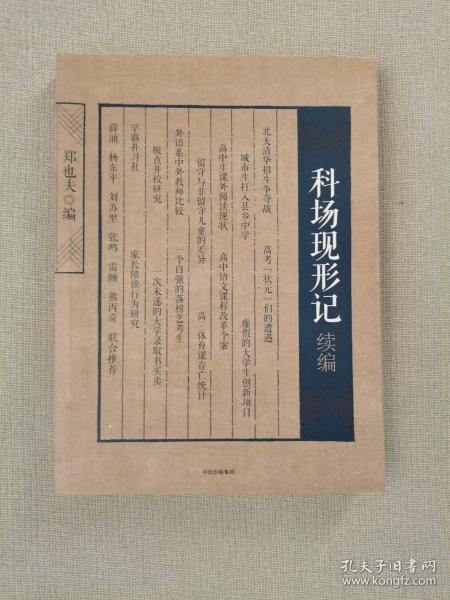 科场现形记 续编
北大清华招生争夺战 高考「状元」们的遭遇
城市生打入县乡中学 虚假的大学生创新项目
高中生课外阅读现状 高中语文课程改革个案
留守与非留守儿童的差异 高三体育课存亡统计
外语系中外教师比较 一个自强的落榜艺考生
撤点并校研究 次未遂的大学录取书买卖
学霸补习社 家长陪读行为研究
薛涌 杨东平 刘苏里 张鸣 雷颐 熊丙奇 联合推荐
郑也夫◎编
中信出版集团
孔夫子旧书网
www.kongfz.com